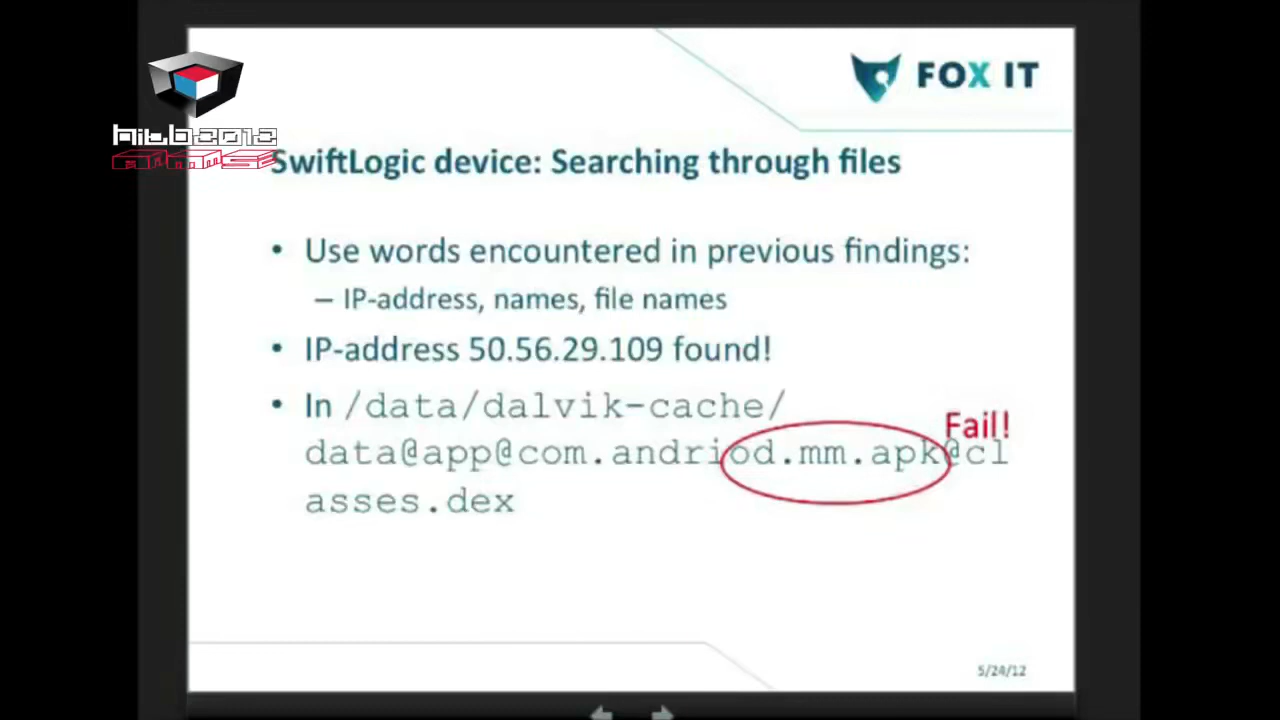 FOX IT
hitb2012
ams
SwiftLogic device: Searching through files
• Use words encountered in previous findings:
– IP-address, names, file names
• IP-address 50.56.29.109 found!
• In /data/dalvik-cache/
Fail!
data@app@com.andriod.mm.apk@cl
asses.dex
5/24/12